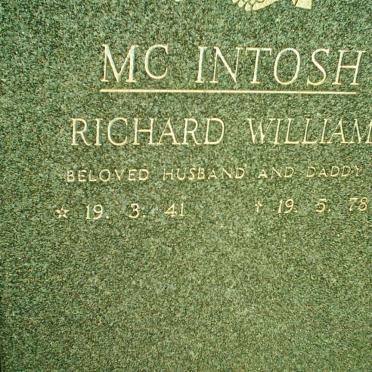 MC INTOSH
RICHARD WILLIAM
BELOVED HUSBAND AND DADDY
☆ 19. 3. 41 † 19. 5. 78